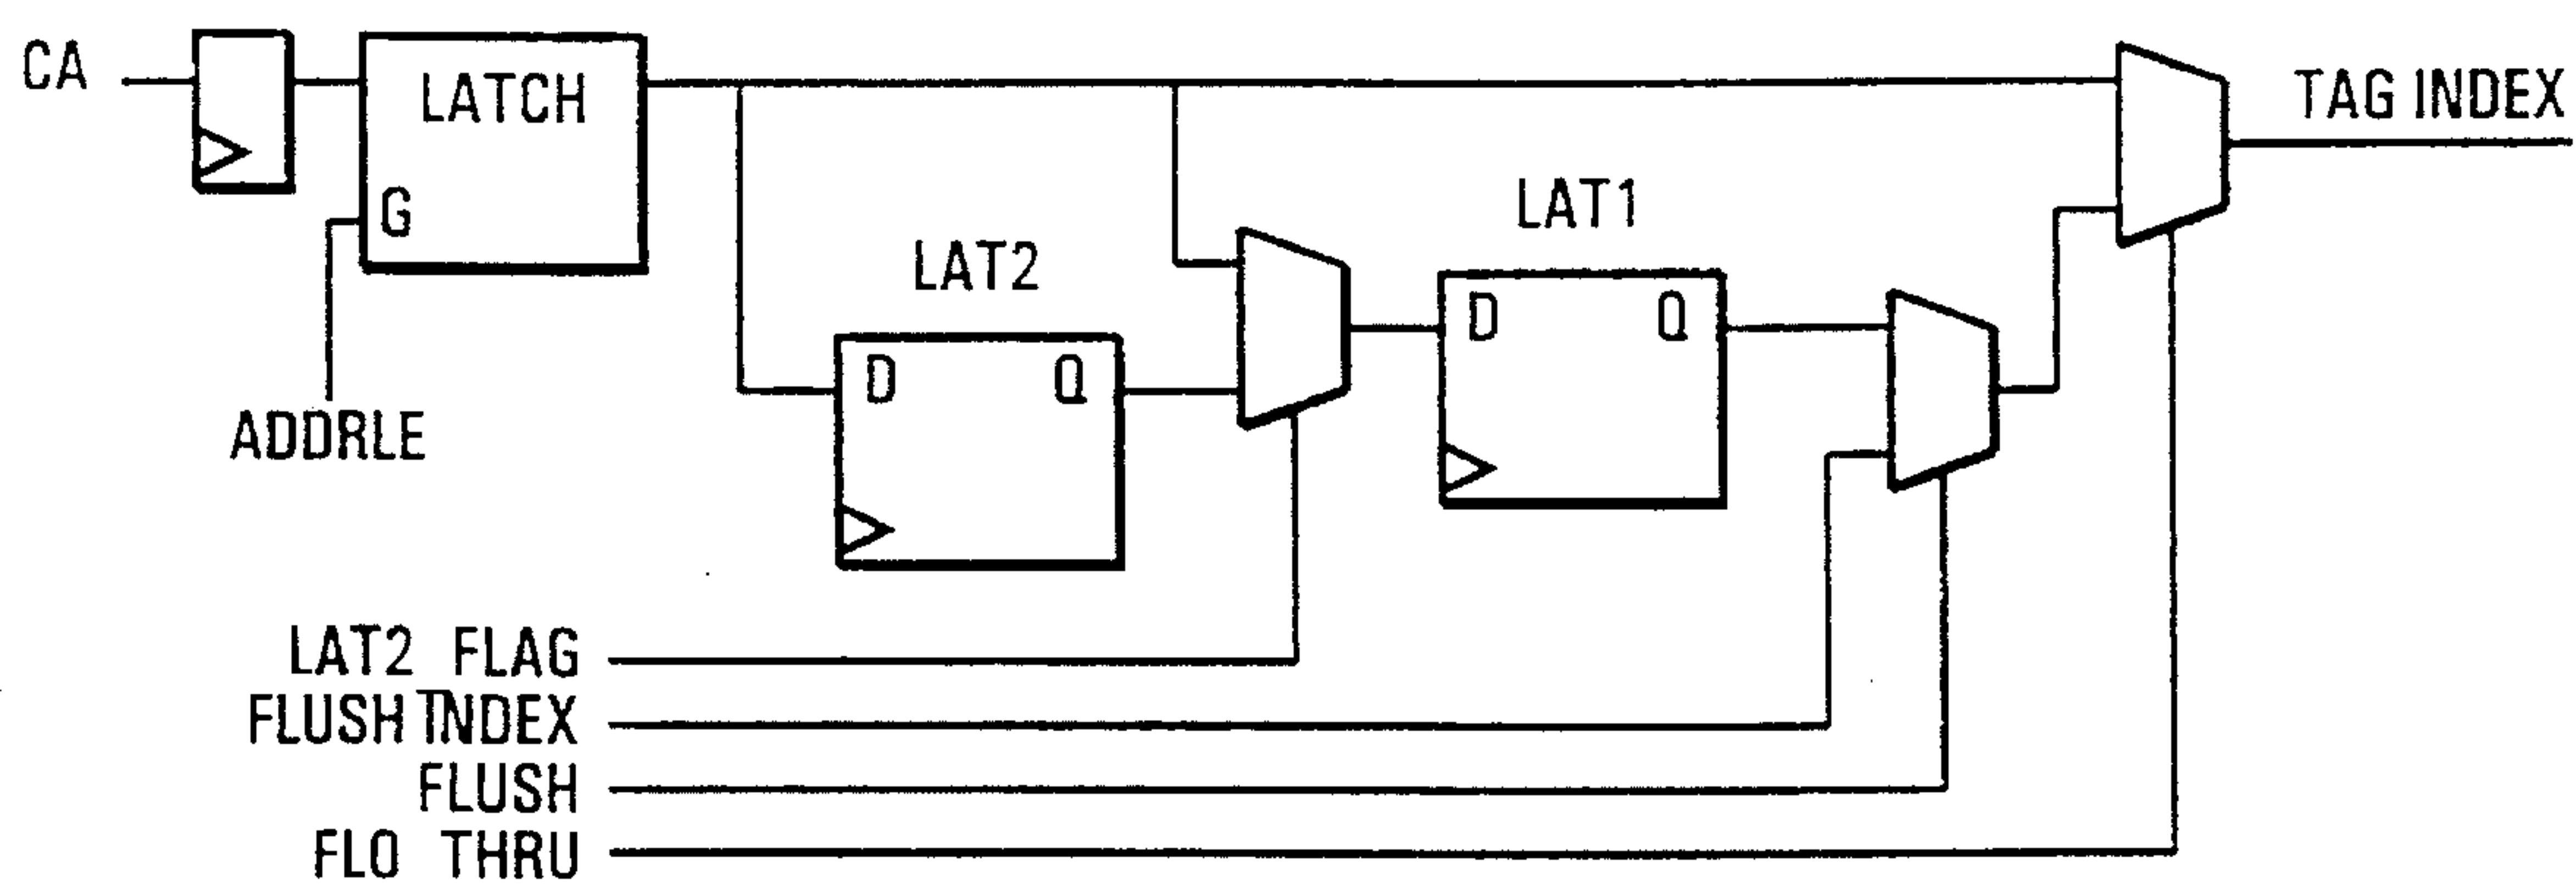 CA
LATCH
TAG INDEX
LAT1
G
LAT2
D Q
D Q
ADDRLE
LAT2 FLAG
FLUSH INDEX
FLUSH
FLO THRU